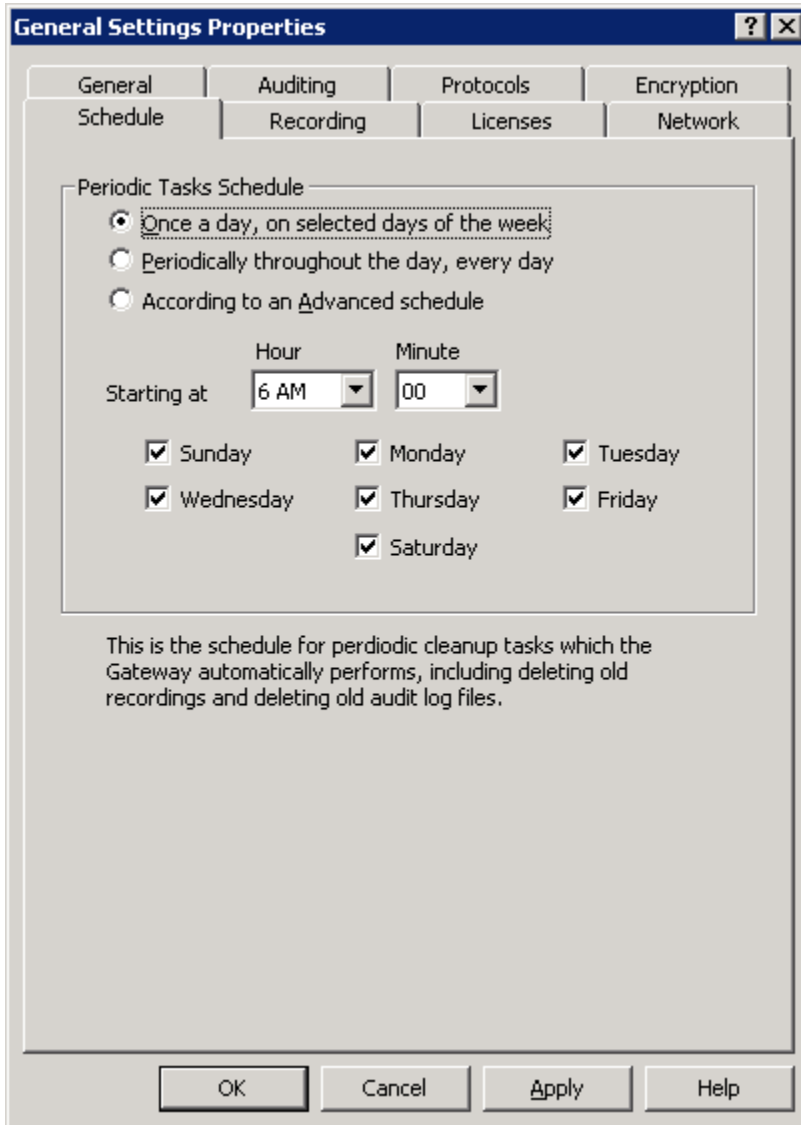 General Settings Properties
General Auditing Protocols Encryption
Schedule Recording Licenses Network
Periodic Tasks Schedule
Once a day, on selected days of the week
Periodically throughout the day, every day
According to an Advanced schedule
Hour Minute
Starting at 6 AM 00
Sunday Monday Tuesday
Wednesday Thursday Friday
Saturday
This is the schedule for perdiodic cleanup tasks which the
Gateway automatically performs, including deleting old
recordings and deleting old audit log files.
OK Cancel Apply Help